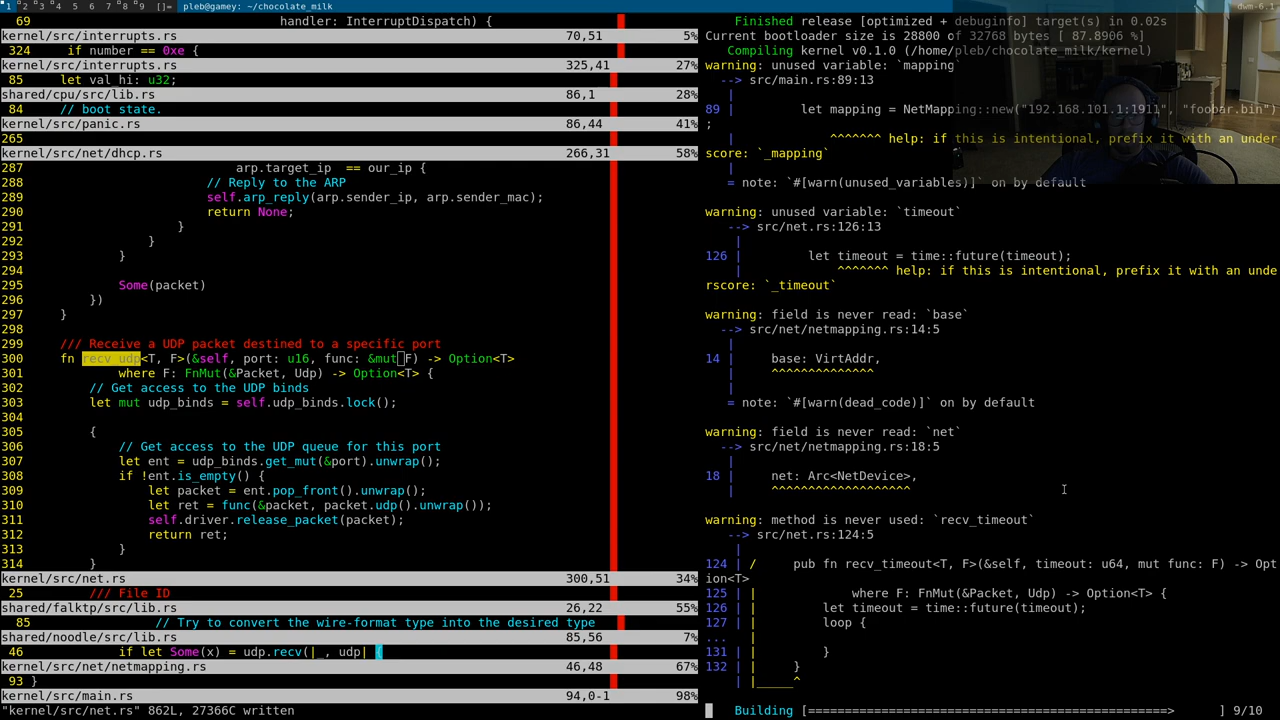 1 2 3 4 5 6 7 8 9 []= pleb@gamey: ~/chocolate_milk
dwm-6.1
69                                   handler: InterruptDispatch) {
kernel/src/interrupts.rs 70,51 5%
324     if number == 0xe {
kernel/src/interrupts.rs 325,41 27%
85     let val_hi: u32;
shared/cpu/src/lib.rs 86,1 28%
84     // boot state.
kernel/src/panic.rs 86,44 41%
265
kernel/src/net/dhcp.rs 266,31 58%
287                             arp.target_ip  == our_ip {
288                         // Reply to the ARP
289                         self.arp_reply(arp.sender_ip, arp.sender_mac);
290                         return None;
291                     }
292                 }
293             }
294
295             Some(packet)
296         })
297     }
298
299     /// Receive a UDP packet destined to a specific port
300     fn recv_udp<T, F>(&self, port: u16, func: &mut F) -> Option<T>
301             where F: FnMut(&Packet, Udp) -> Option<T> {
302         // Get access to the UDP binds
303         let mut udp_binds = self.udp_binds.lock();
304
305         {
306             // Get access to the UDP queue for this port
307             let ent = udp_binds.get_mut(&port).unwrap();
308             if !ent.is_empty() {
309                 let packet = ent.pop_front().unwrap();
310                 let ret = func(&packet, packet.udp().unwrap());
311                 self.driver.release_packet(packet);
312                 return ret;
313             }
314         }
kernel/src/net.rs 300,51 34%
25         /// File ID
shared/falktp/src/lib.rs 26,22 55%
85                 // Try to convert the wire-format type into the desired type
shared/noodle/src/lib.rs 85,56 7%
46             if let Some(x) = udp.recv(|_, udp| {
kernel/src/net/netmapping.rs 46,48 67%
93 }
kernel/src/main.rs 94,0-1 98%
"kernel/src/net.rs" 862L, 27366C written
Finished release [optimized + debuginfo] target(s) in 0.02s
Current bootloader size is 28800 of 32768 bytes [ 87.8906 %]
Compiling kernel v0.1.0 (/home/pleb/chocolate_milk/kernel)
warning: unused variable: `mapping`
--> src/main.rs:89:13
|
89 |         let mapping = NetMapping::new("192.168.101.1:1911", "foobar.bin")
;
|             ^^^^^^^ help: if this is intentional, prefix it with an under
score: `_mapping`
|
= note: `#[warn(unused_variables)]` on by default
warning: unused variable: `timeout`
--> src/net.rs:126:13
|
126 |         let timeout = time::future(timeout);
|             ^^^^^^^ help: if this is intentional, prefix it with an unde
rscore: `_timeout`
warning: field is never read: `base`
--> src/net/netmapping.rs:14:5
|
14 |     base: VirtAddr,
|     ^^^^^^^^^^^^^^
|
= note: `#[warn(dead_code)]` on by default
warning: field is never read: `net`
--> src/net/netmapping.rs:18:5
|
18 |     net: Arc<NetDevice>,
|     ^^^^^^^^^^^^^^^^^^^
warning: method is never used: `recv_timeout`
--> src/net.rs:124:5
|
124 | /     pub fn recv_timeout<T, F>(&self, timeout: u64, mut func: F) -> Opt
ion<T>
125 | |             where F: FnMut(&Packet, Udp) -> Option<T> {
126 | |         let timeout = time::future(timeout);
127 | |         loop {
... |
131 | |         }
132 | |     }
| |_____^
Building [=================================================> ] 9/10